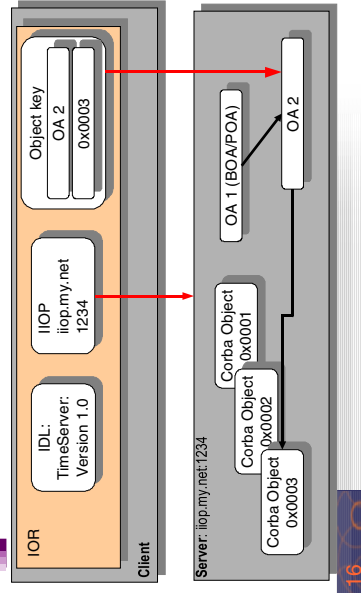 IOR
IDL:
TimeServer:
Version 1.0
IIOP
iiop.my.net
1234
Object key
OA 2
0x0003
Client
Server: iiop.my.net:1234
Corba Object
0x0001
Corba Object
0x0002
Corba Object
0x0003
OA 1 (BOA/POA)
OA 2
16